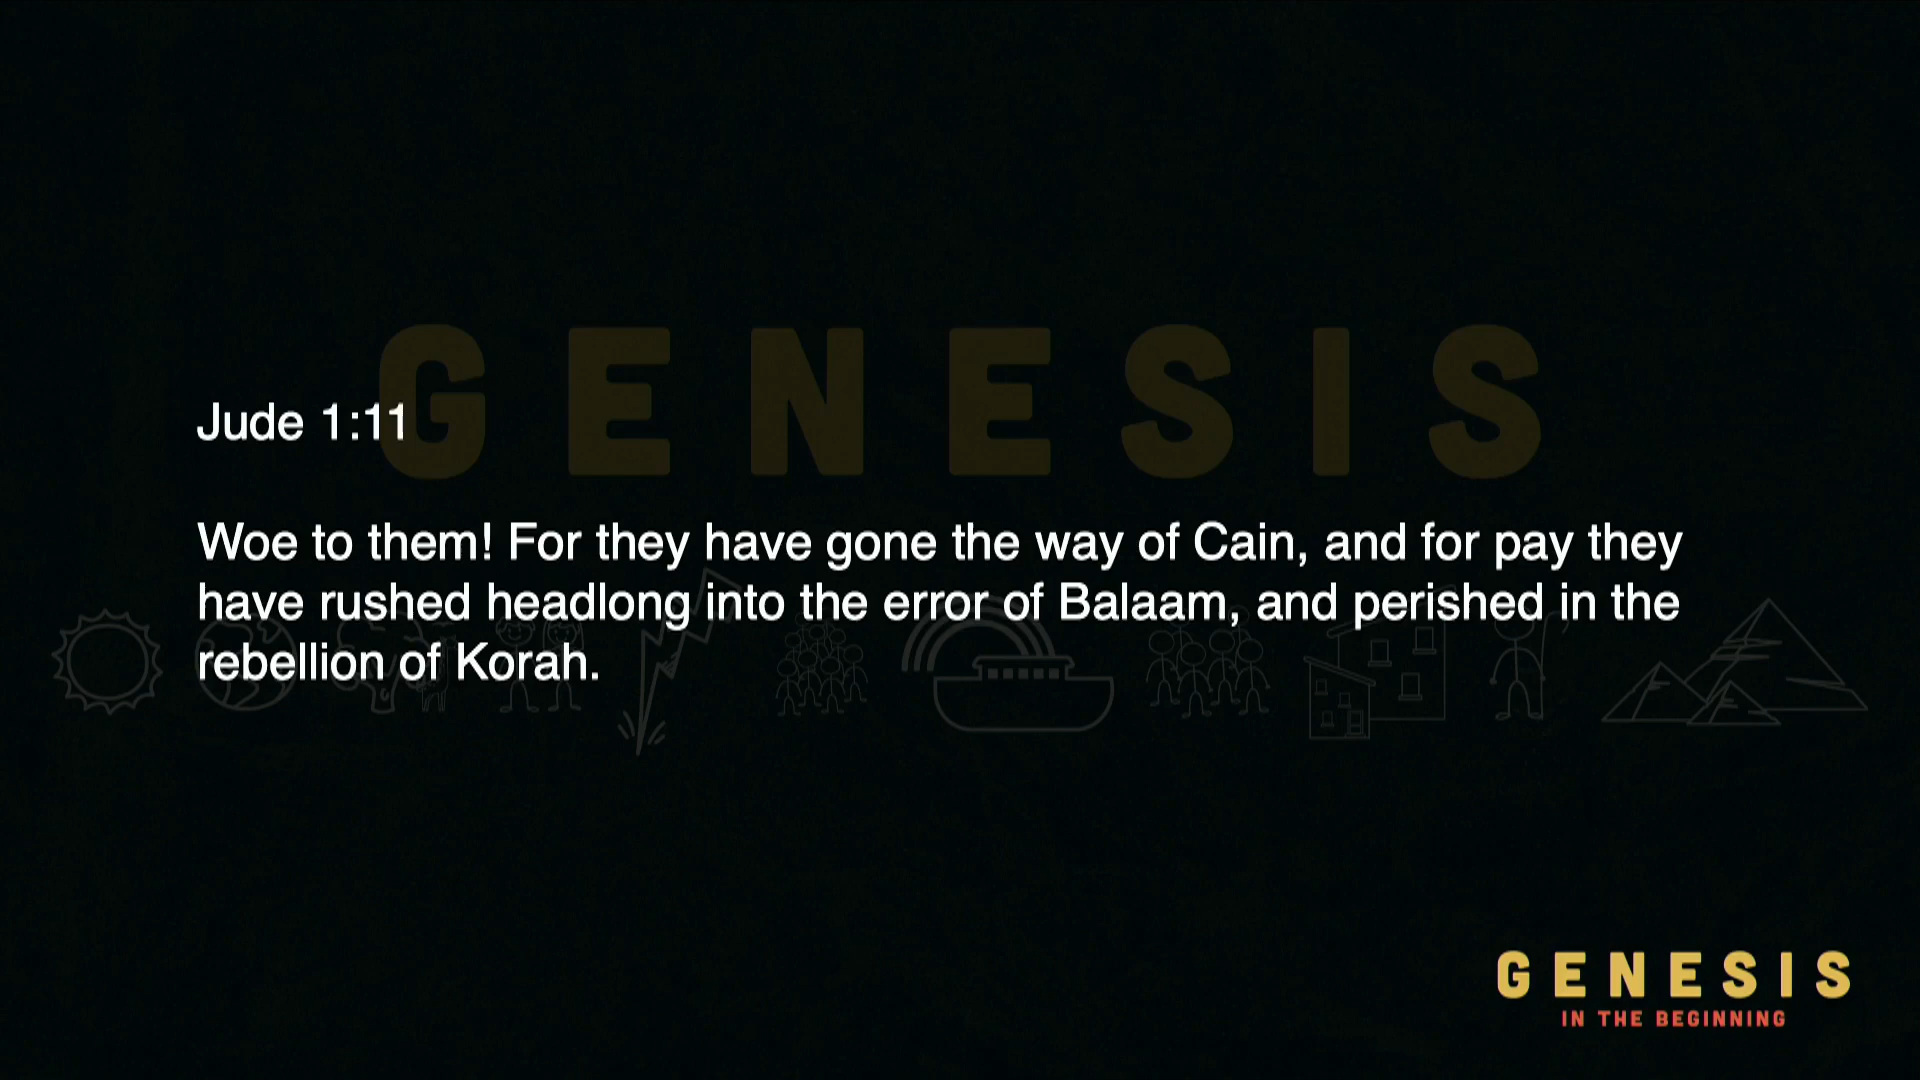 GENESIS
Jude 1:11
Woe to them! For they have gone the way of Cain, and for pay they
have rushed headlong into the error of Balaam, and perished in the
rebellion of Korah.
GENESIS
IN THE BEGINNING